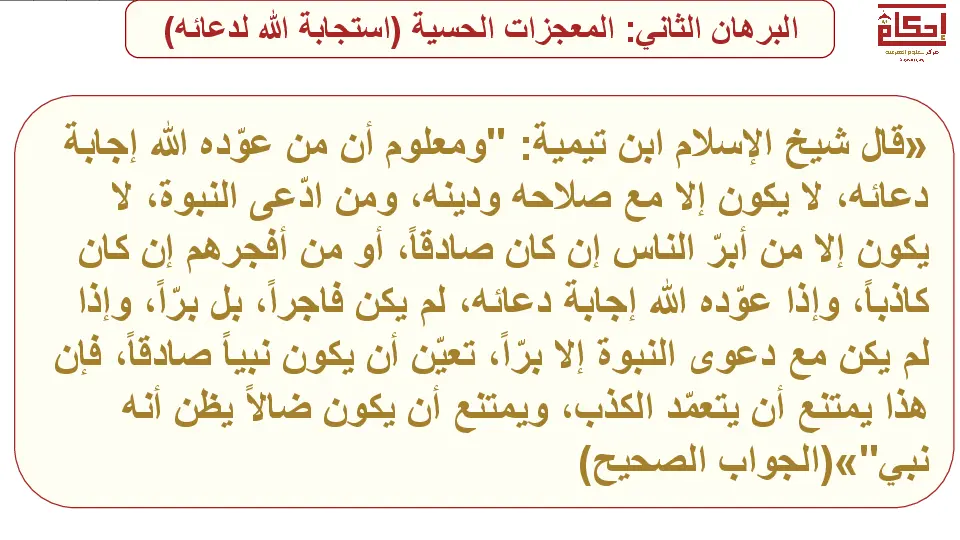 البرهان الثاني: المعجزات الحسية (استجابة الله لدعائه)
إحكام
«قال شيخ الإسلام ابن تيمية: "ومعلوم أن من عوّده الله إجابة
دعائه، لا يكون إلا مع صلاحه ودينه، ومن ادّعى النبوة، لا
يكون إلا من أبرّ الناس إن كان صادقاً، أو من أفجرهم إن كان
كاذباً، وإذا عوّده الله إجابة دعائه، لم يكن فاجراً، بل برّاً، وإذا
لم يكن مع دعوى النبوة إلا برّاً، تعيّن أن يكون نبياً صادقاً، فإن
هذا يمتنع أن يتعمّد الكذب، ويمتنع أن يكون ضالاً يظن أنه
نبي"»(الجواب الصحيح)